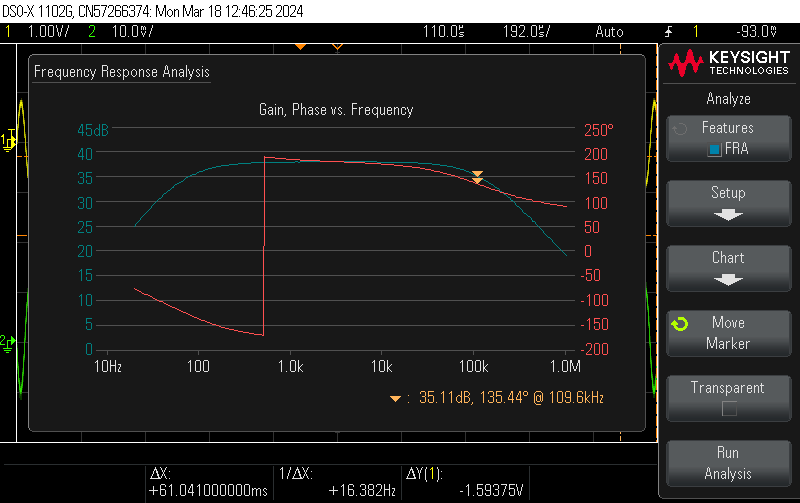 DSO-X 1102G, CN57266374: Mon Mar 18 12:46:25 2024
1 1.00V/ 2 10.0V/ 110.0s 192.0s/ Auto 1 -93.0V
Frequency Response Analysis
KEYSIGHT
TECHNOLOGIES
Analyze
Gain, Phase vs. Frequency
Features
FRA
45dB 250°
40 200
35 150
30 100
25 50
20 0
15 -50
10 -100
5 -150
0 -200
10Hz 100 1.0k 10k 100k 1.0M
Setup
Chart
Move
Marker
Transparent
: 35.11dB, 135.44° @ 109.6kHz
Run
Analysis
1
2
ΔX: 1/ΔX: ΔY(1):
+61.041000000ms +16.382Hz -1.59375V